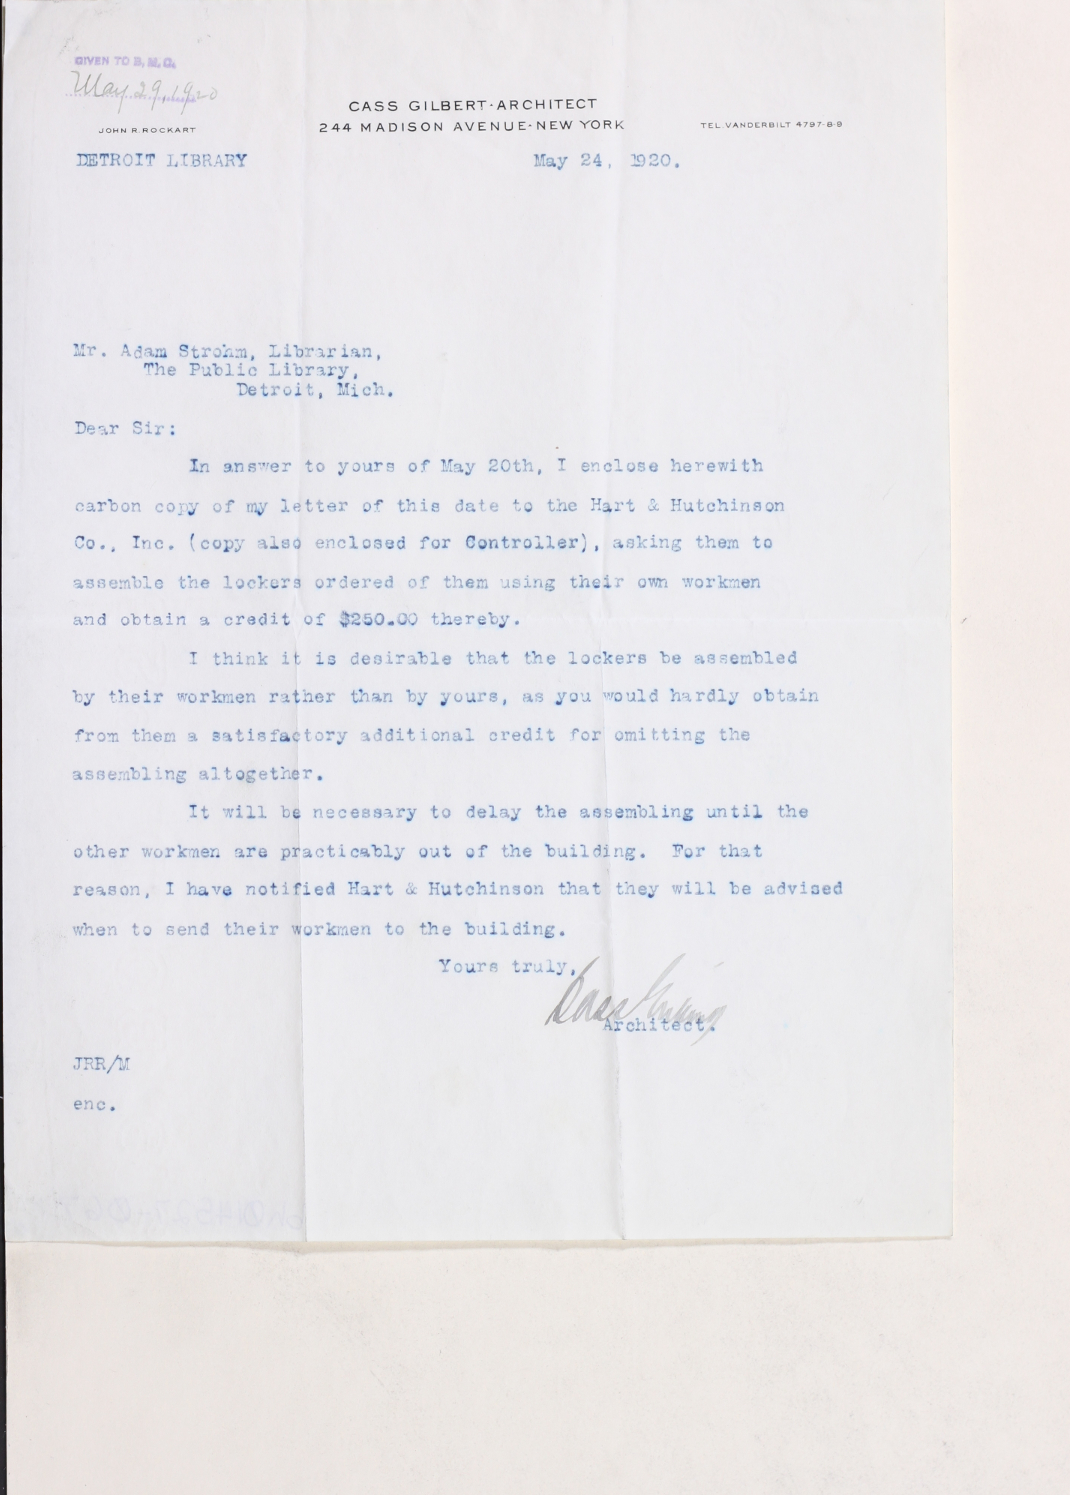 GIVEN TO B. M. C.
May 29, 1920
CASS GILBERT·ARCHITECT
244 MADISON AVENUE·NEW YORK
JOHN R. ROCKART
TEL. VANDERBILT 4797-8-9
DETROIT LIBRARY
May 24, 1920.
Mr. Adam Strohm, Librarian,
The Public Library,
Detroit, Mich.
Dear Sir:
In answer to yours of May 20th, I enclose herewith
carbon copy of my letter of this date to the Hart & Hutchinson
Co., Inc. (copy also enclosed for Controller), asking them to
assemble the lockers ordered of them using their own workmen
and obtain a credit of $250.00 thereby.
I think it is desirable that the lockers be assembled
by their workmen rather than by yours, as you would hardly obtain
from them a satisfactory additional credit for omitting the
assembling altogether.
It will be necessary to delay the assembling until the
other workmen are practicably out of the building. For that
reason, I have notified Hart & Hutchinson that they will be advised
when to send their workmen to the building.
Yours truly,
Cass Gilbert
Architect.
JRR/M
enc.